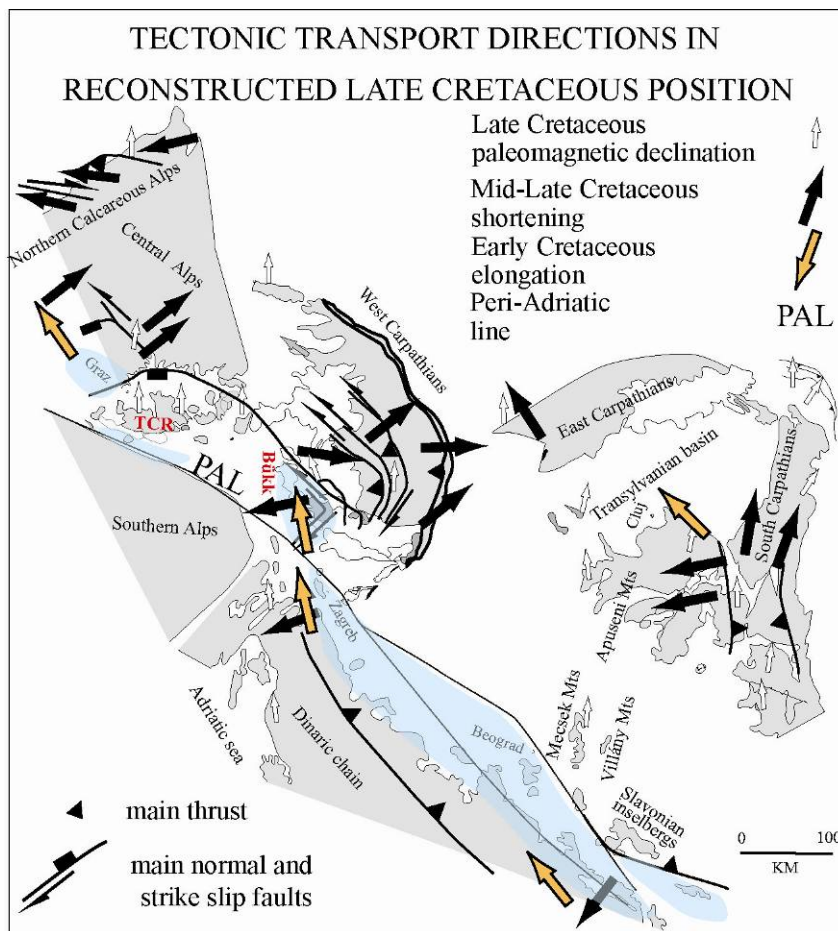 TECTONIC TRANSPORT DIRECTIONS IN
RECONSTRUCTED LATE CRETACEOUS POSITION
Late Cretaceous
paleomagnetic declination
Mid-Late Cretaceous
shortening
Early Cretaceous
elongation
Peri-Adriatic
line
PAL
Northern Calcareous Alps
Central Alps
West Carpathians
Graz
TCR
PAL
Bükk
East Carpathians
Transylvanian basin
Cluj
South Carpathians
Southern Alps
Zagreb
Apuseni Mts
Adriatic sea
Dinaric chain
Beograd
Mecsek Mts
Villány Mts
Slavonian
inselbergs
main thrust
main normal and
strike slip faults
0 100
KM